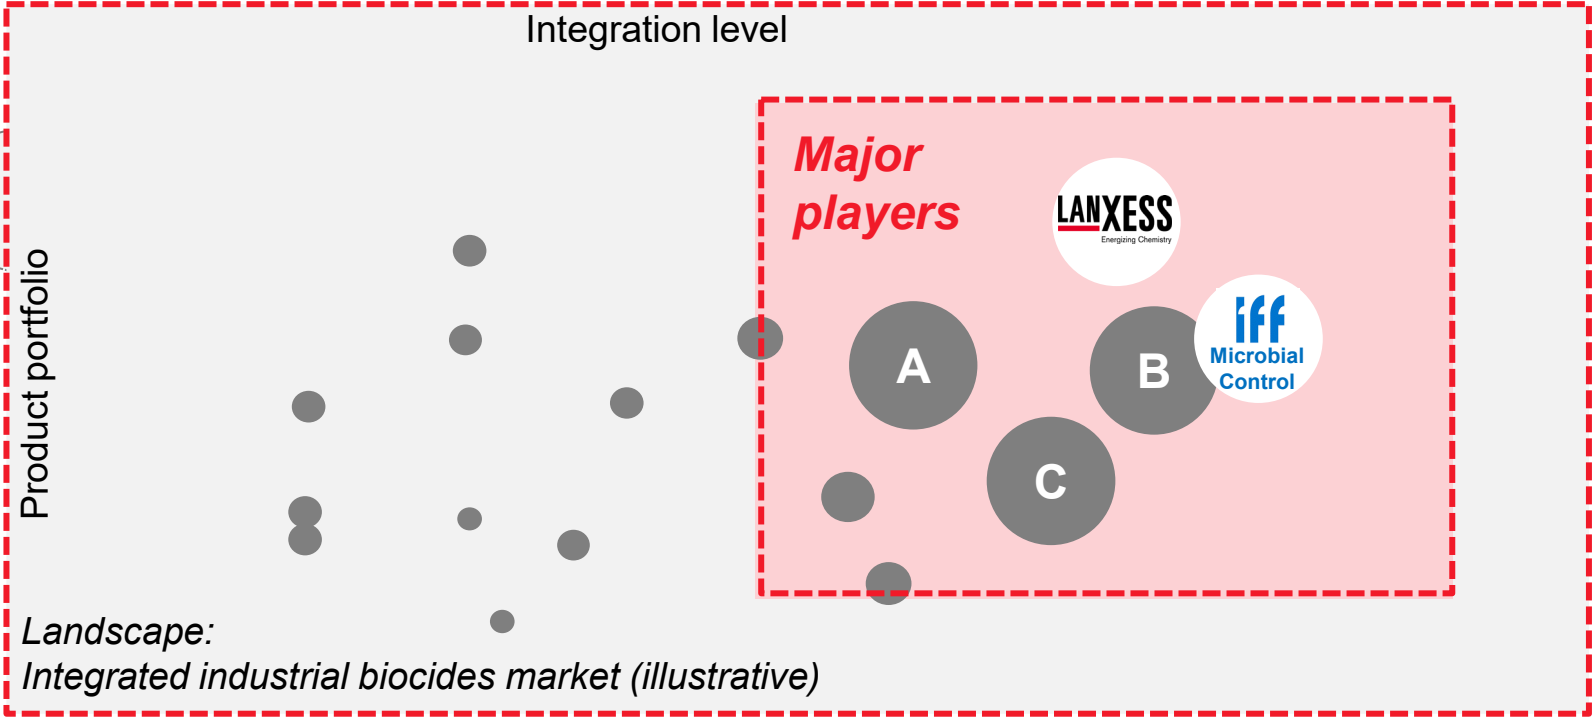 Integration level
Major
players
LANXESS
Energizing Chemistry
iff
Microbial
Control
A
B
C
Product portfolio
Landscape:
Integrated industrial biocides market (illustrative)